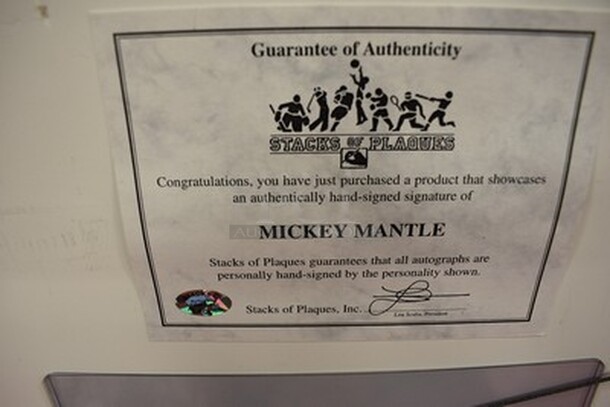 Guarantee of Authenticity
STACKS OF PLAQUES
Congratulations, you have just purchased a product that showcases
an authentically hand-signed signature of
MICKEY MANTLE
Stacks of Plaques guarantees that all autographs are
personally hand-signed by the personality shown.
Stacks of Plaques, Inc.
President